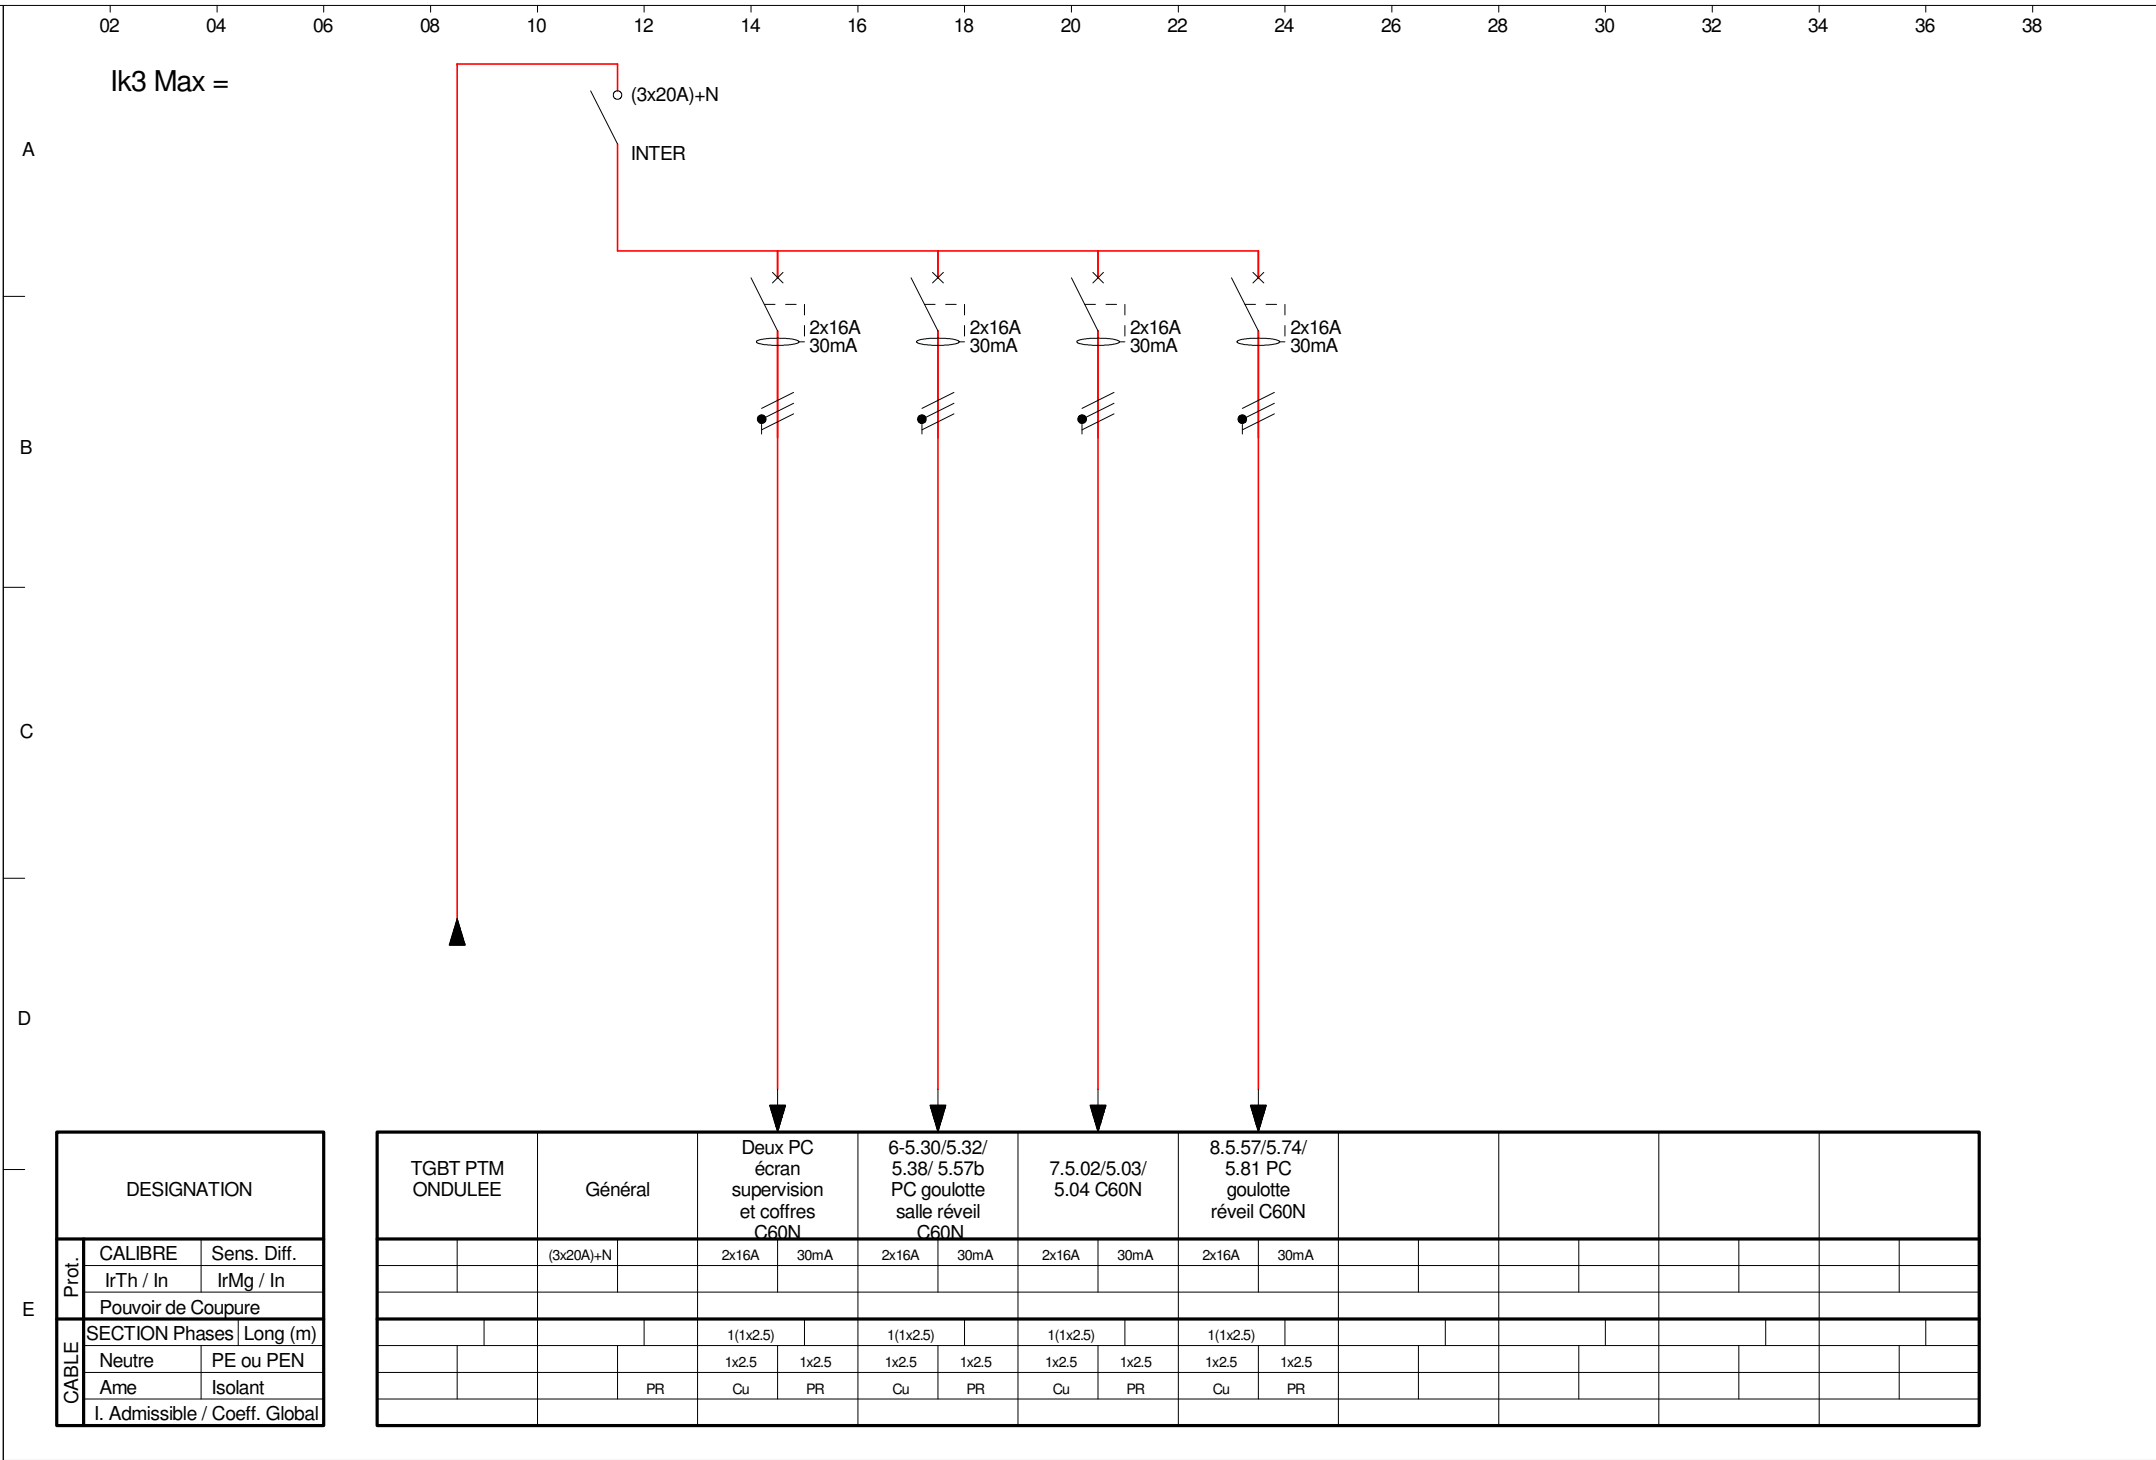 02 04 06 08 10 12 14 16 18 20 22 24 26 28 30 32 34 36 38
Ik3 Max =
(3x20A)+N
A
INTER
2x16A 2x16A 2x16A 2x16A
30mA 30mA 30mA 30mA
B
C
D
DESIGNATION
TGBT PTM
ONDULEE
Général
Deux PC
écran
supervision
et coffres
C60N
6-5.30/5.32/
5.38/ 5.57b
PC goulotte
salle réveil
C60N
7.5.02/5.03/
5.04 C60N
8.5.57/5.74/
5.81 PC
goulotte
réveil C60N
Prot.
CALIBRE Sens. Diff. (3x20A)+N 2x16A 30mA 2x16A 30mA 2x16A 30mA 2x16A 30mA
IrTh / In IrMg / In
E
Pouvoir de Coupure
CABLE
SECTION Phases Long (m) 1(1x2.5) 1(1x2.5) 1(1x2.5) 1(1x2.5)
Neutre PE ou PEN 1x2.5 1x2.5 1x2.5 1x2.5 1x2.5 1x2.5 1x2.5 1x2.5
Ame Isolant PR Cu PR Cu PR Cu PR Cu PR
I. Admissible / Coeff. Global